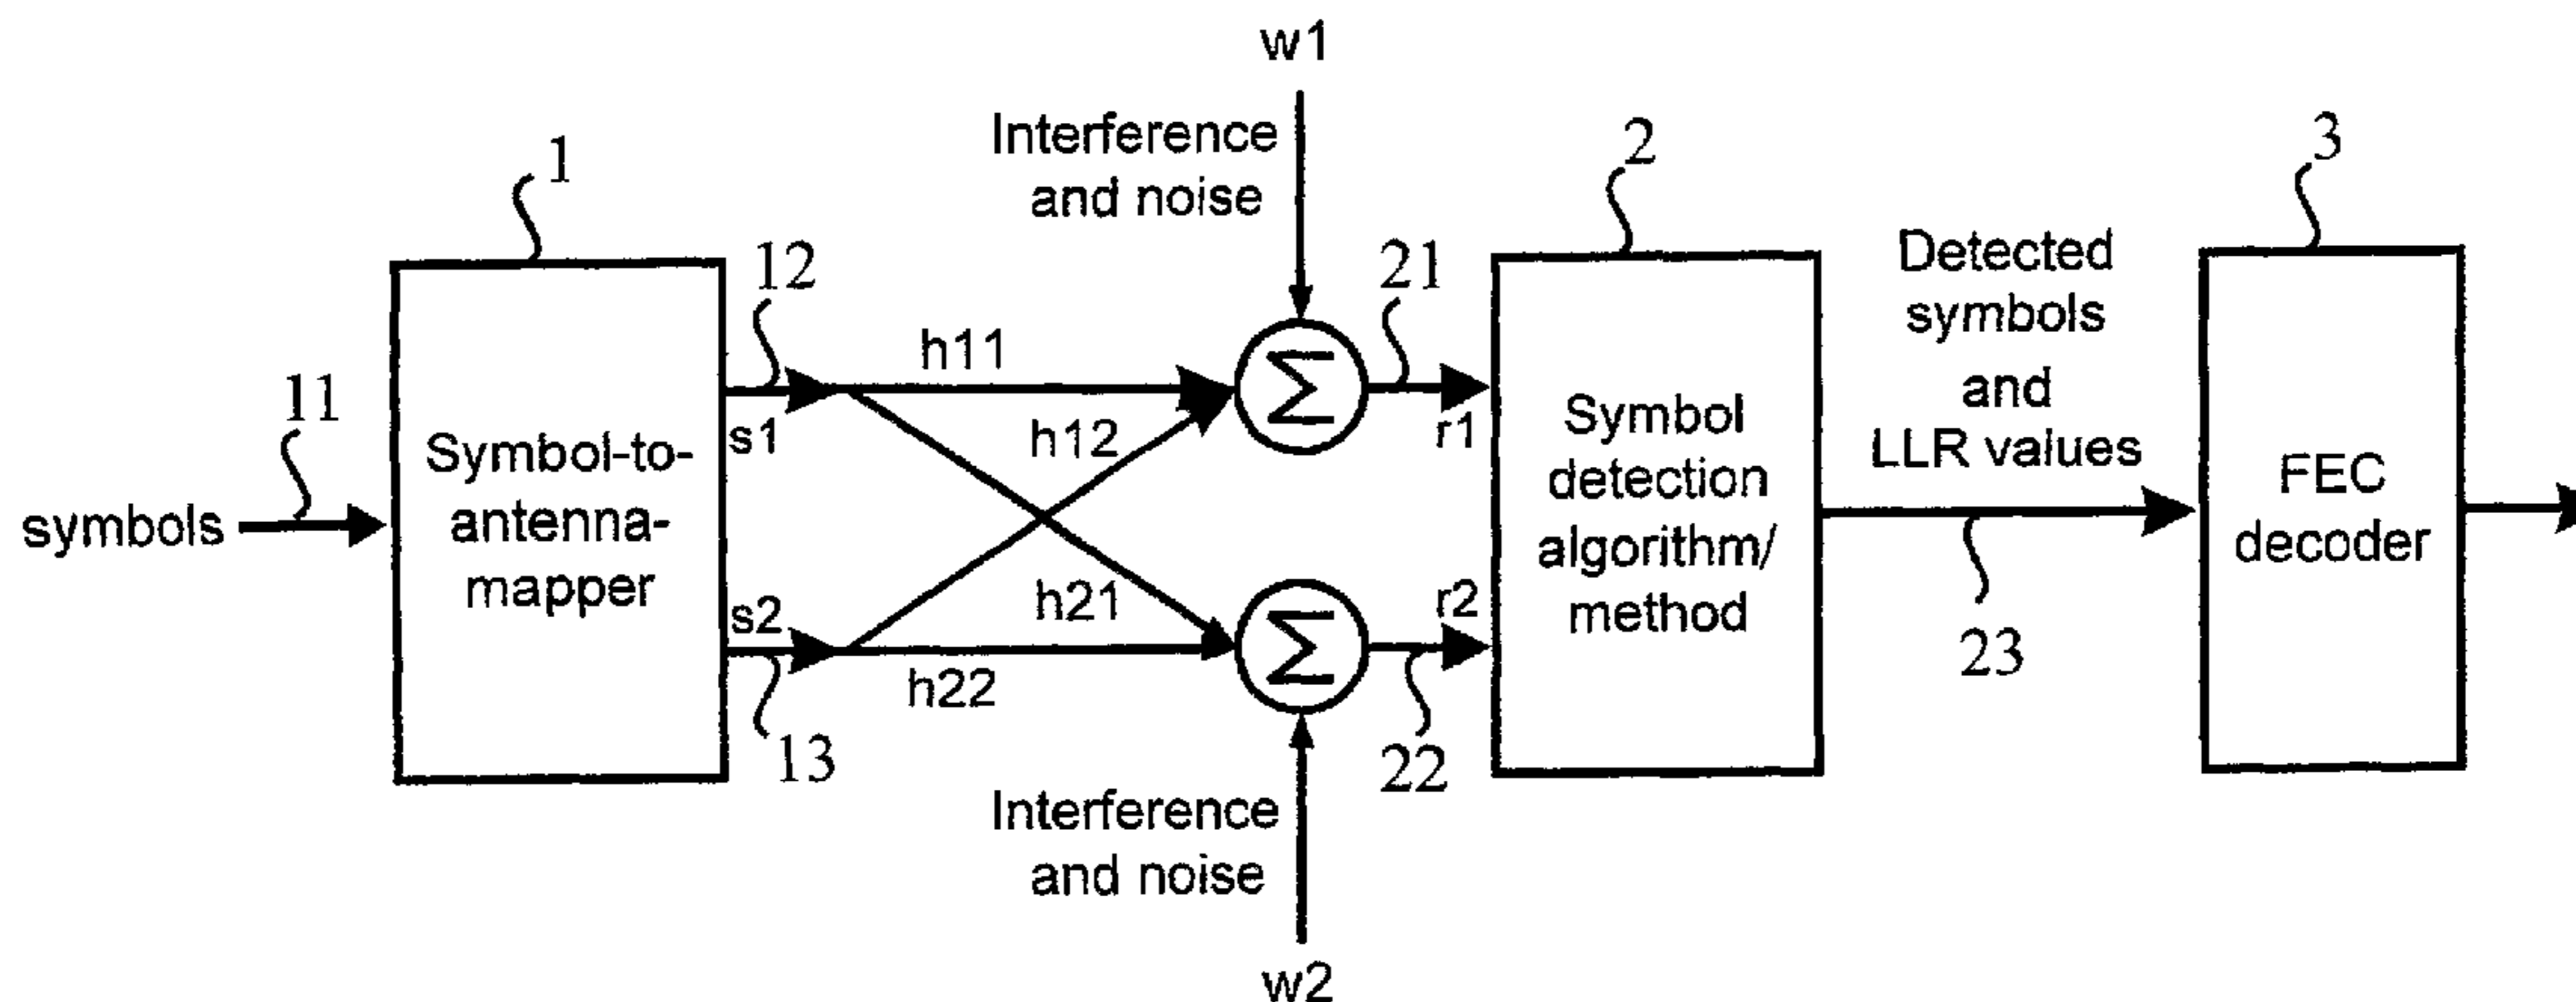 w1
Interference
and noise
1
2
3
12
21
Detected
symbols
and
LLR values
h11
h12
s1
r1
11
symbols
Symbol-to-
antenna-
mapper
Symbol
detection
algorithm/
method
FEC
decoder
s2
h21
h22
r2
13
22
23
Interference
and noise
w2
Σ
Σ